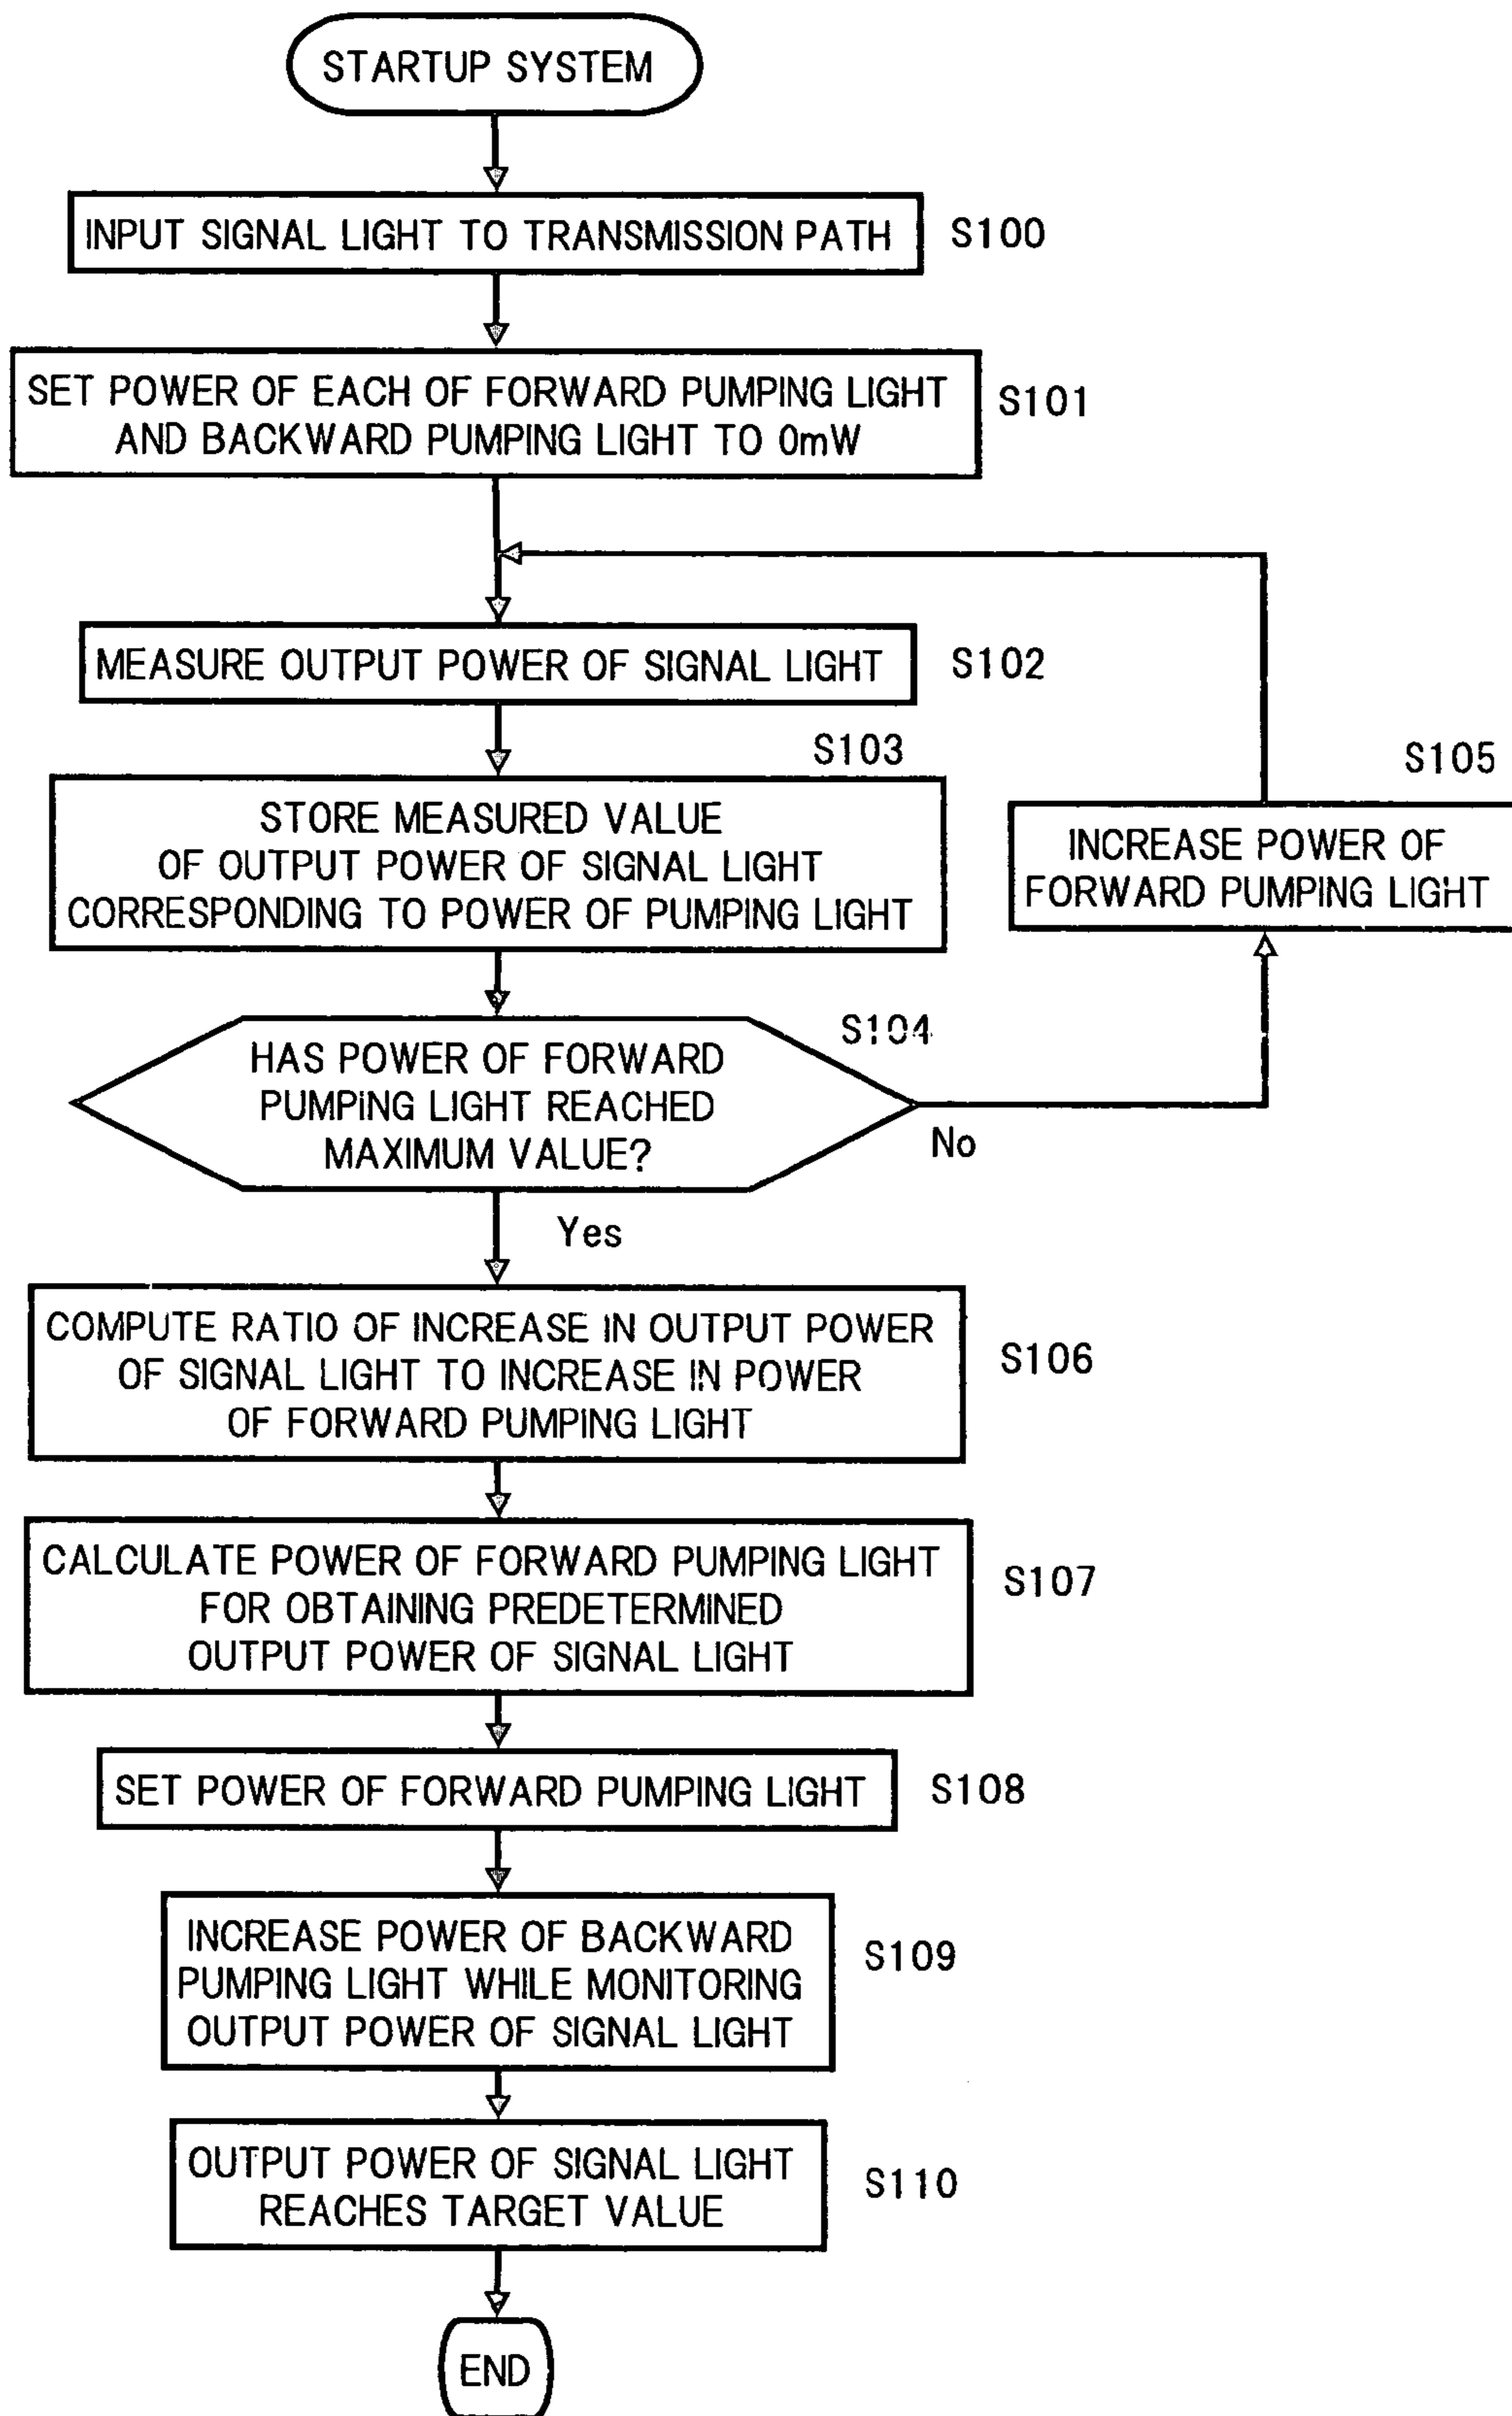 STARTUP SYSTEM
INPUT SIGNAL LIGHT TO TRANSMISSION PATH
S100
SET POWER OF EACH OF FORWARD PUMPING LIGHT
AND BACKWARD PUMPING LIGHT TO 0mW
S101
MEASURE OUTPUT POWER OF SIGNAL LIGHT
S102
S103
STORE MEASURED VALUE
OF OUTPUT POWER OF SIGNAL LIGHT
CORRESPONDING TO POWER OF PUMPING LIGHT
S105
INCREASE POWER OF
FORWARD PUMPING LIGHT
S104
HAS POWER OF FORWARD
PUMPING LIGHT REACHED
MAXIMUM VALUE?
No
Yes
COMPUTE RATIO OF INCREASE IN OUTPUT POWER
OF SIGNAL LIGHT TO INCREASE IN POWER
OF FORWARD PUMPING LIGHT
S106
CALCULATE POWER OF FORWARD PUMPING LIGHT
FOR OBTAINING PREDETERMINED
OUTPUT POWER OF SIGNAL LIGHT
S107
SET POWER OF FORWARD PUMPING LIGHT
S108
INCREASE POWER OF BACKWARD
PUMPING LIGHT WHILE MONITORING
OUTPUT POWER OF SIGNAL LIGHT
S109
OUTPUT POWER OF SIGNAL LIGHT
REACHES TARGET VALUE
S110
END